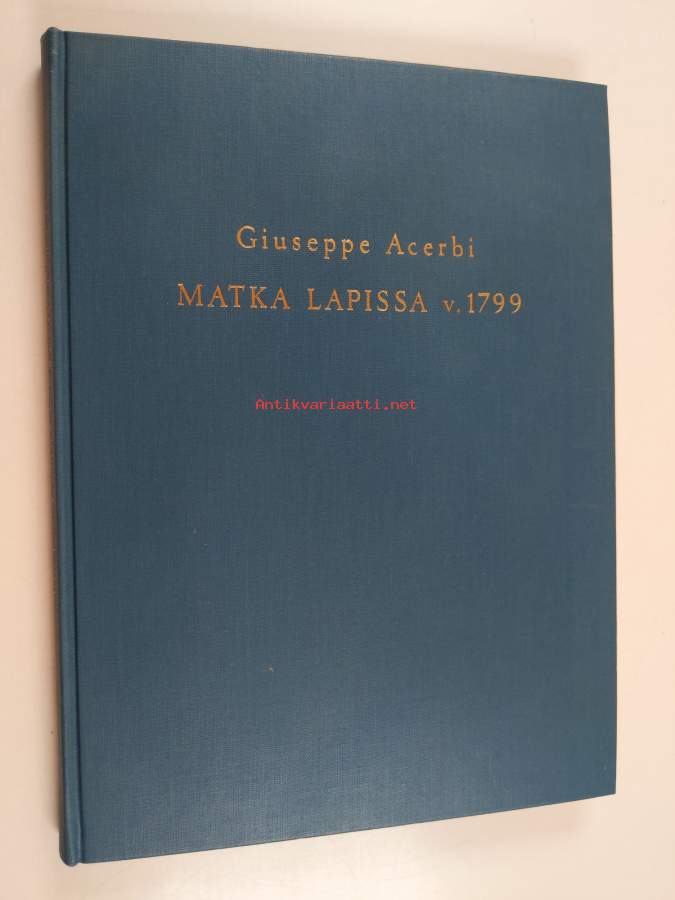 Giuseppe Acerbi
MATKA LAPISSA v. 1799
Antikvariaatti.net